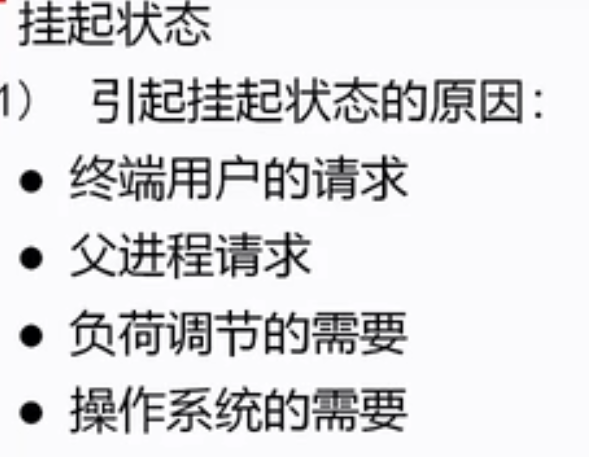 挂起状态
1） 引起挂起状态的原因：
● 终端用户的请求
● 父进程请求
● 负荷调节的需要
● 操作系统的需要